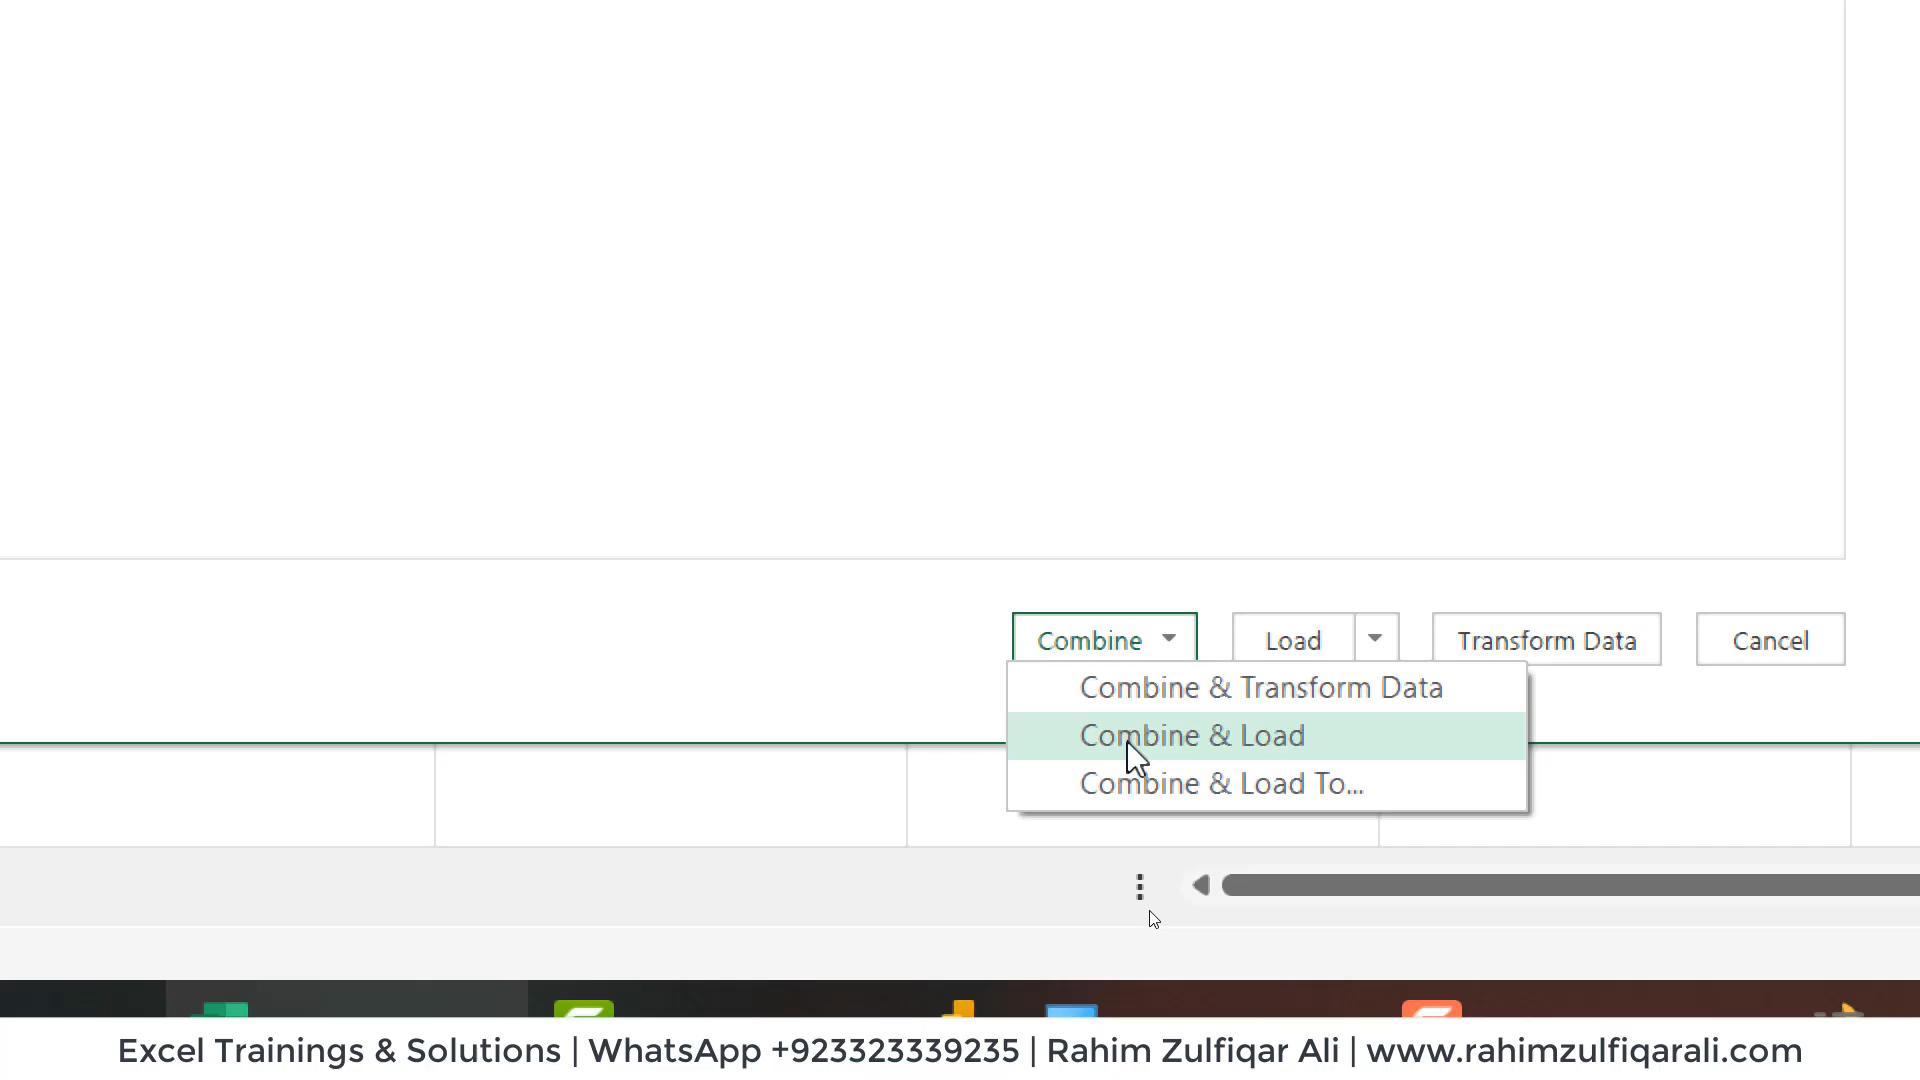 Combine Load Transform Data Cancel
Combine & Transform Data
Combine & Load
Combine & Load To...
Excel Trainings & Solutions | WhatsApp +923323339235 | Rahim Zulfiqar Ali | www.rahimzulfiqarali.com